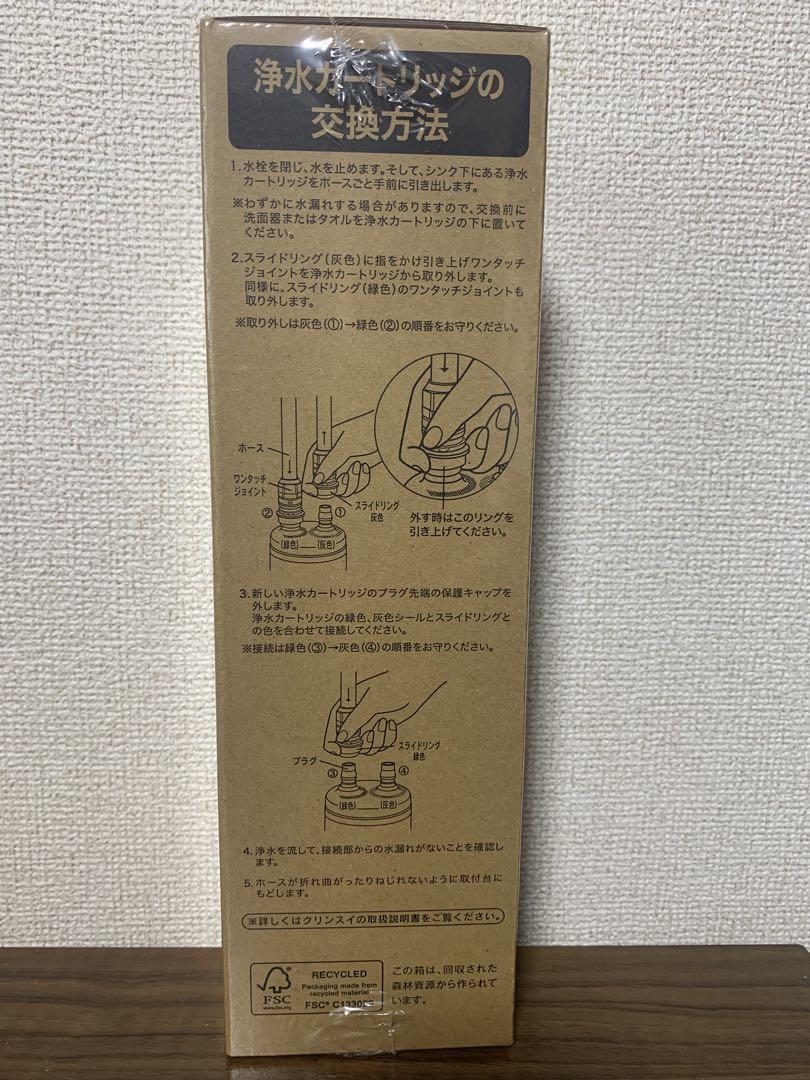 浄水カートリッジの
交換方法
1.水栓を閉じ、水を止めます。そして、シンク下にある浄水
カートリッジをホースごと手前に引き出します。
※わずかに水漏れする場合がありますので、交換前に
洗面器またはタオルを浄水カートリッジの下に置いて
ください。
2.スライドリング(灰色)に指をかけ引き上げワンタッチ
ジョイントを浄水カートリッジから取り外します。
同様に、スライドリング(緑色)のワンタッチジョイントも
取り外します。
※取り外しは灰色(①)→緑色(②)の順番をお守りください。
ホース
ワンタッチ
ジョイント
②
①
スライドリング
灰色
(緑色)
(灰色)
外す時はこのリングを
引き上げてください。
3.新しい浄水カートリッジのプラグ先端の保護キャップを
外します。
浄水カートリッジの緑色、灰色シールとスライドリングと
の色を合わせて接続してください。
※接続は緑色(③)→灰色(④)の順番をお守りください。
スライドリング
緑色
プラグ
③
④
(緑色)
(灰色)
4.浄水を流して、接続部からの水漏れがないことを確認し
ます。
5.ホースが折れ曲がったりねじれないように取付台に
もどします。
※詳しくはクリンスイの取扱説明書をご覧ください。
FSC
www.fsc.org
RECYCLED
Packaging made from
recycled material
FSC® C1330
この箱は、回収された
森林資源から作られて
います。